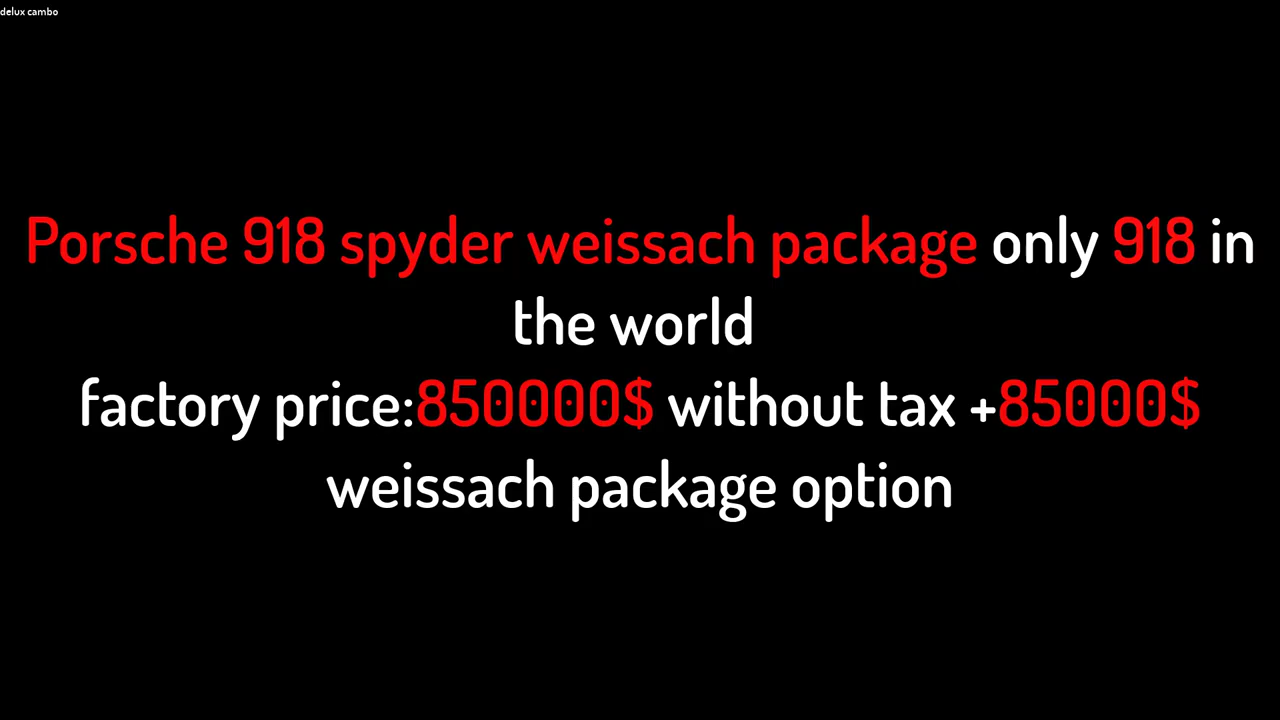 delux cambo
Porsche 918 spyder weissach package only 918 in
the world
factory price:850000$ without tax +85000$
weissach package option